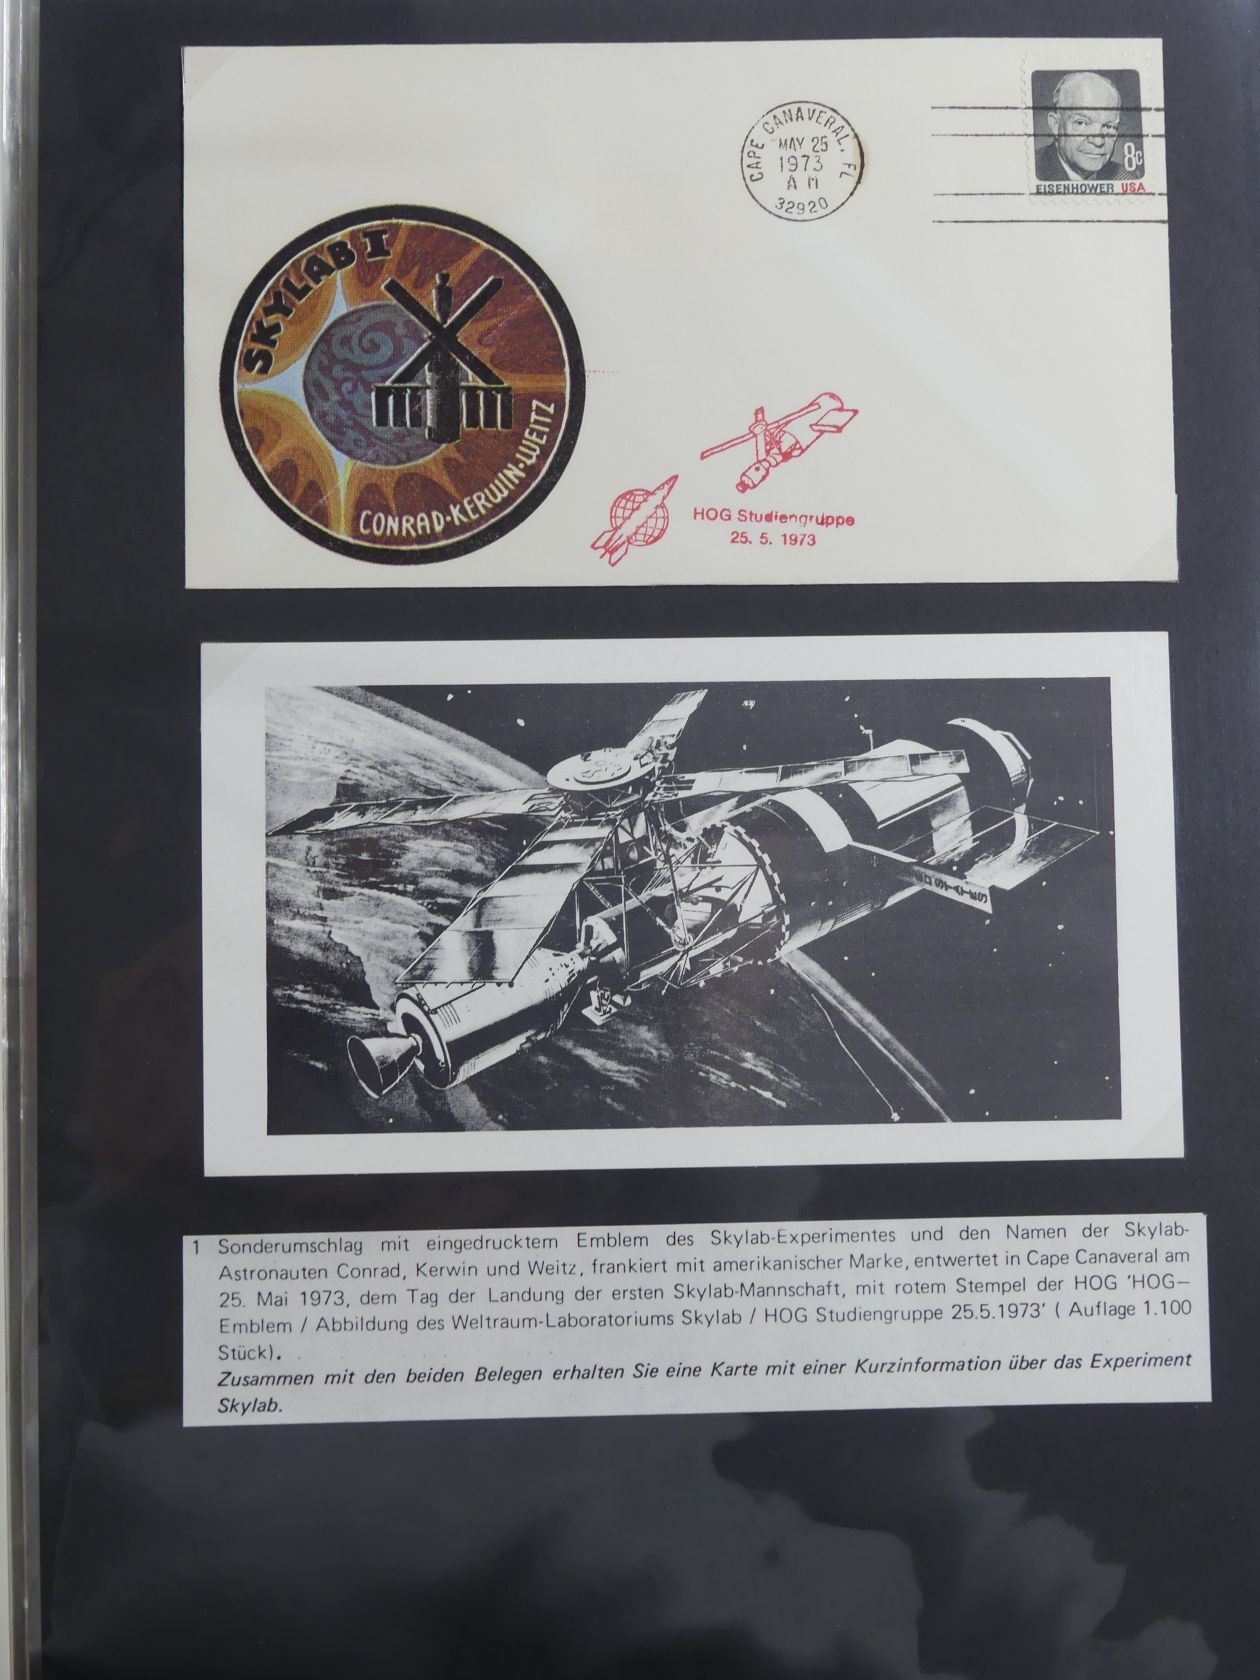 CAPE CANAVERAL, FL
MAY 25
1973
AM
32920
8c
EISENHOWER USA
SKYLAB I
CONRAD-KERWIN-WEITZ
HOG Studiengruppe
25. 5. 1973
1 Sonderumschlag mit eingedrucktem Emblem des Skylab-Experimentes und den Namen der Skylab-
Astronauten Conrad, Kerwin und Weitz, frankiert mit amerikanischer Marke, entwertet in Cape Canaveral am
25. Mai 1973, dem Tag der Landung der ersten Skylab-Mannschaft, mit rotem Stempel der HOG 'HOG—
Emblem / Abbildung des Weltraum-Laboratoriums Skylab / HOG Studiengruppe 25.5.1973' ( Auflage 1.100
Stück).
Zusammen mit den beiden Belegen erhalten Sie eine Karte mit einer Kurzinformation über das Experiment
Skylab.